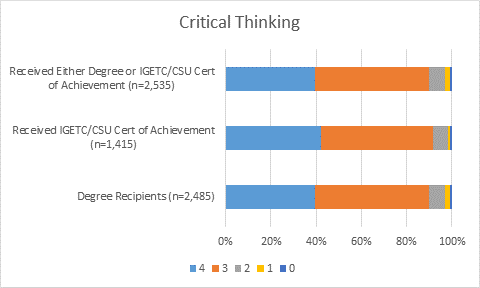 Critical Thinking
Received Either Degree or IGETC/CSU Cert
of Achievement (n=2,535)
Received IGETC/CSU Cert of Achievement
(n=1,415)
Degree Recipients (n=2,485)
0% 20% 40% 60% 80% 100%
4 3 2 1 0